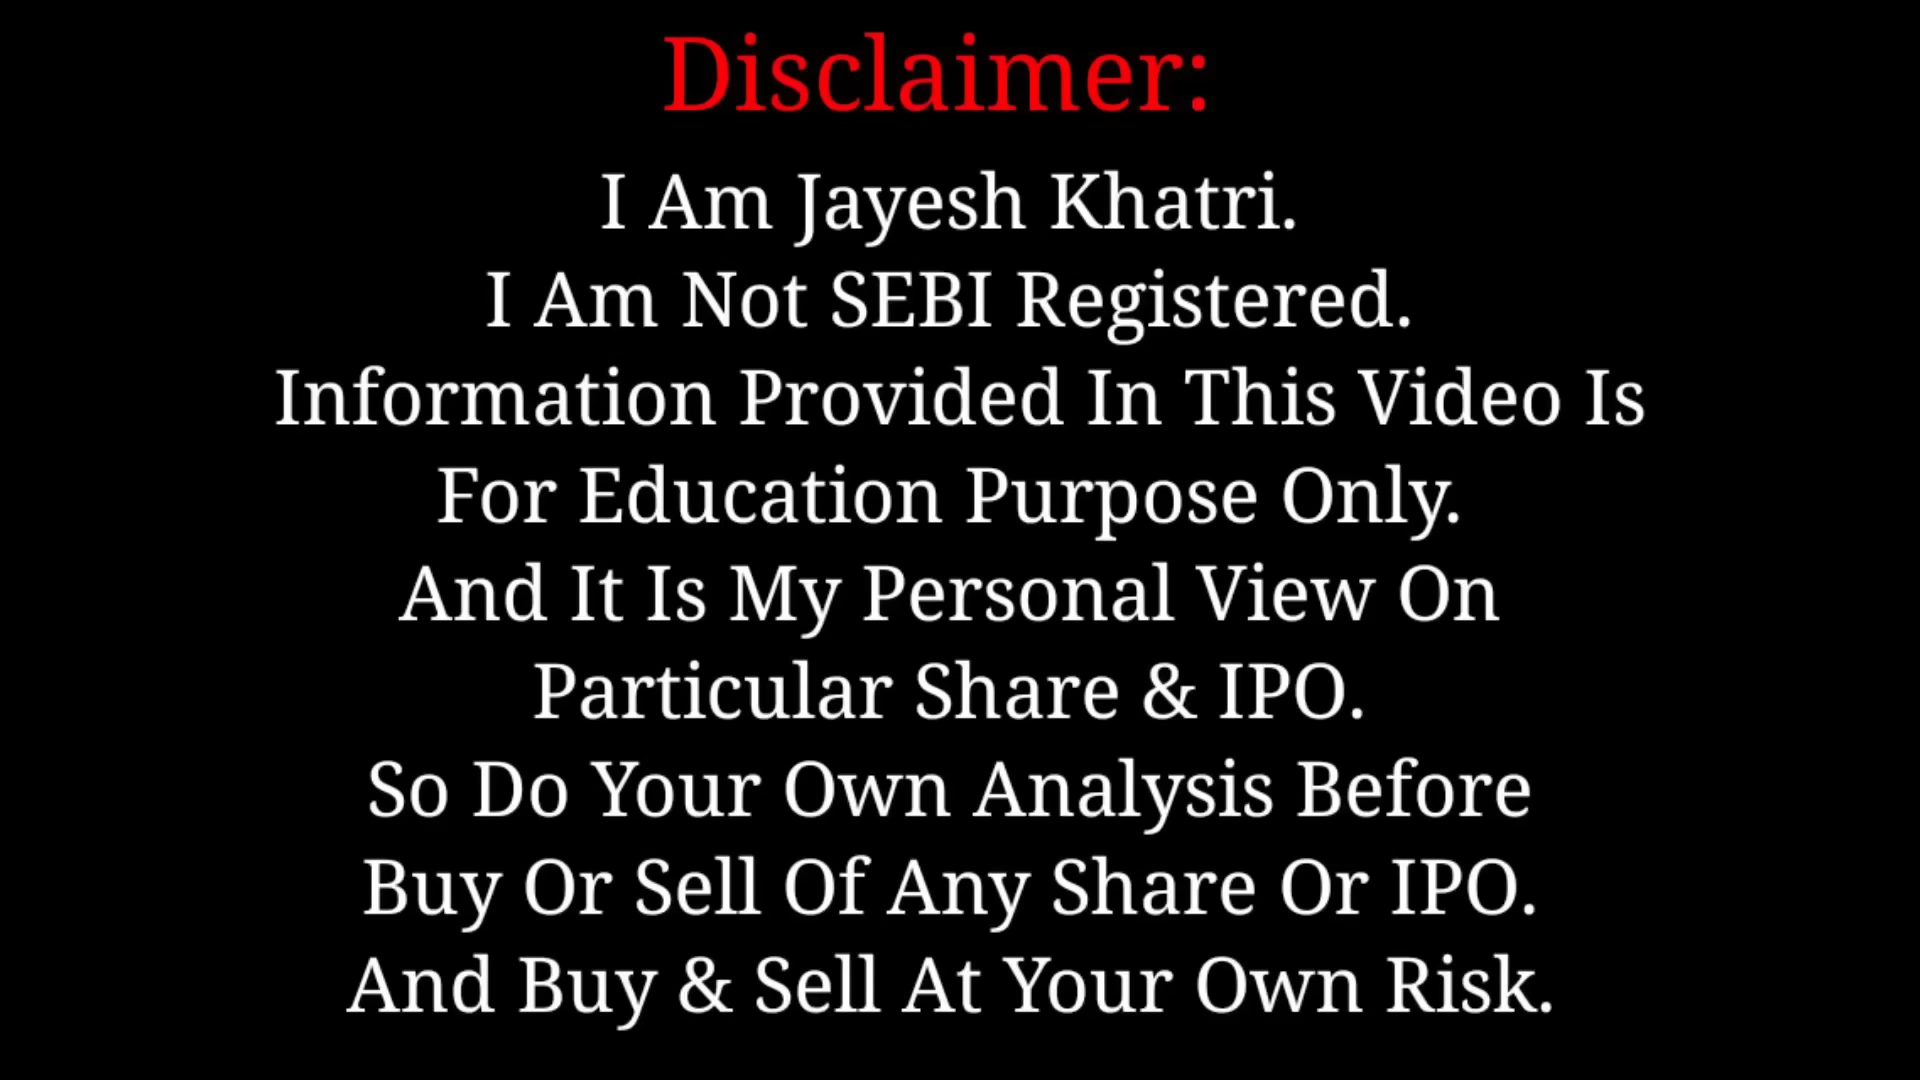 Disclaimer:
I Am Jayesh Khatri.
I Am Not SEBI Registered.
Information Provided In This Video Is
For Education Purpose Only.
And It Is My Personal View On
Particular Share & IPO.
So Do Your Own Analysis Before
Buy Or Sell Of Any Share Or IPO.
And Buy & Sell At Your Own Risk.